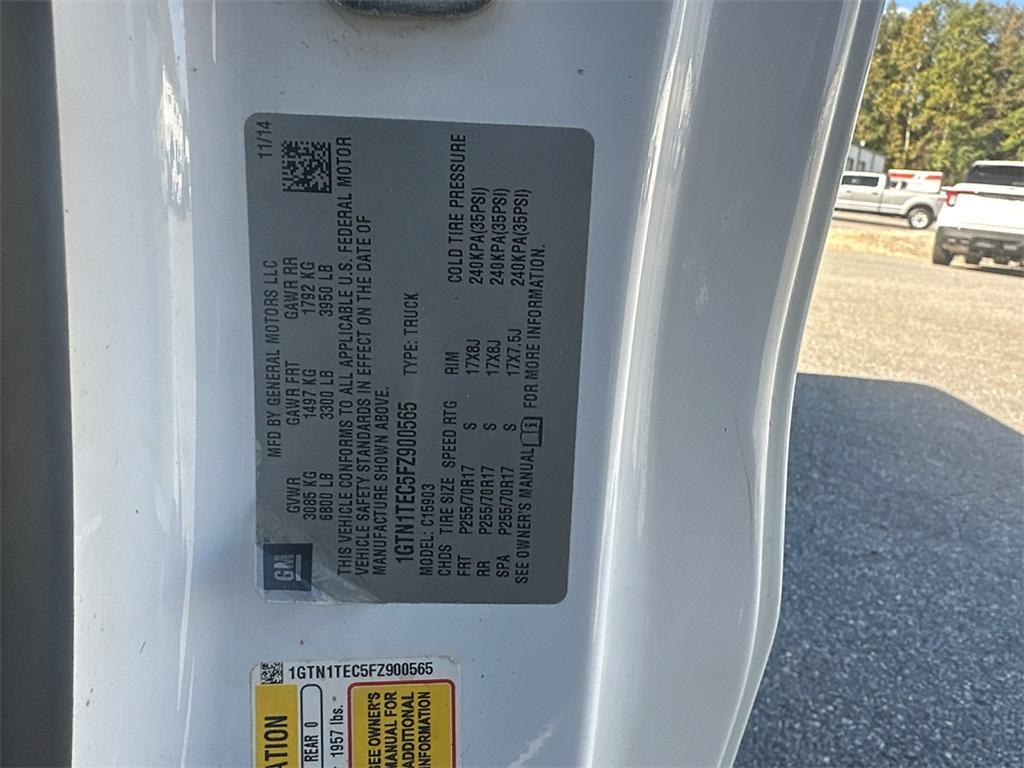 11/14
MFD BY GENERAL MOTORS LLC
GVWR GAWR FRT GAWR RR
3085 KG 1497 KG 1792 KG
6800 LB 3300 LB 3950 LB
THIS VEHICLE CONFORMS TO ALL APPLICABLE U.S. FEDERAL MOTOR
VEHICLE SAFETY STANDARDS IN EFFECT ON THE DATE OF
MANUFACTURE SHOWN ABOVE.
GM
1GTN1TEC5FZ900565
MODEL: C15903 TYPE: TRUCK
CHDS TIRE SIZE SPEED RTG RIM COLD TIRE PRESSURE
FRT P255/70R17 S 17X8J 240KPA(35PSI)
RR P255/70R17 S 17X8J 240KPA(35PSI)
SPA P255/70R17 S 17X7.5J 240KPA(35PSI)
SEE OWNER'S MANUAL FOR MORE INFORMATION.
1GTN1TEC5FZ900565
ATION
REAR 0
1957 lbs.
SEE OWNER'S
MANUAL FOR
ADDITIONAL
INFORMATION